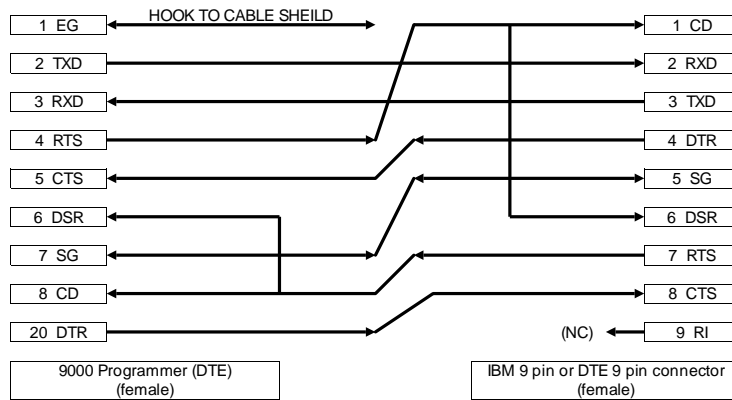 HOOK TO CABLE SHEILD
1 EG
1 CD
2 TXD
2 RXD
3 RXD
3 TXD
4 RTS
4 DTR
5 CTS
5 SG
6 DSR
6 DSR
7 SG
7 RTS
8 CD
8 CTS
20 DTR
(NC)
9 RI
9000 Programmer (DTE)
(female)
IBM 9 pin or DTE 9 pin connector
(female)